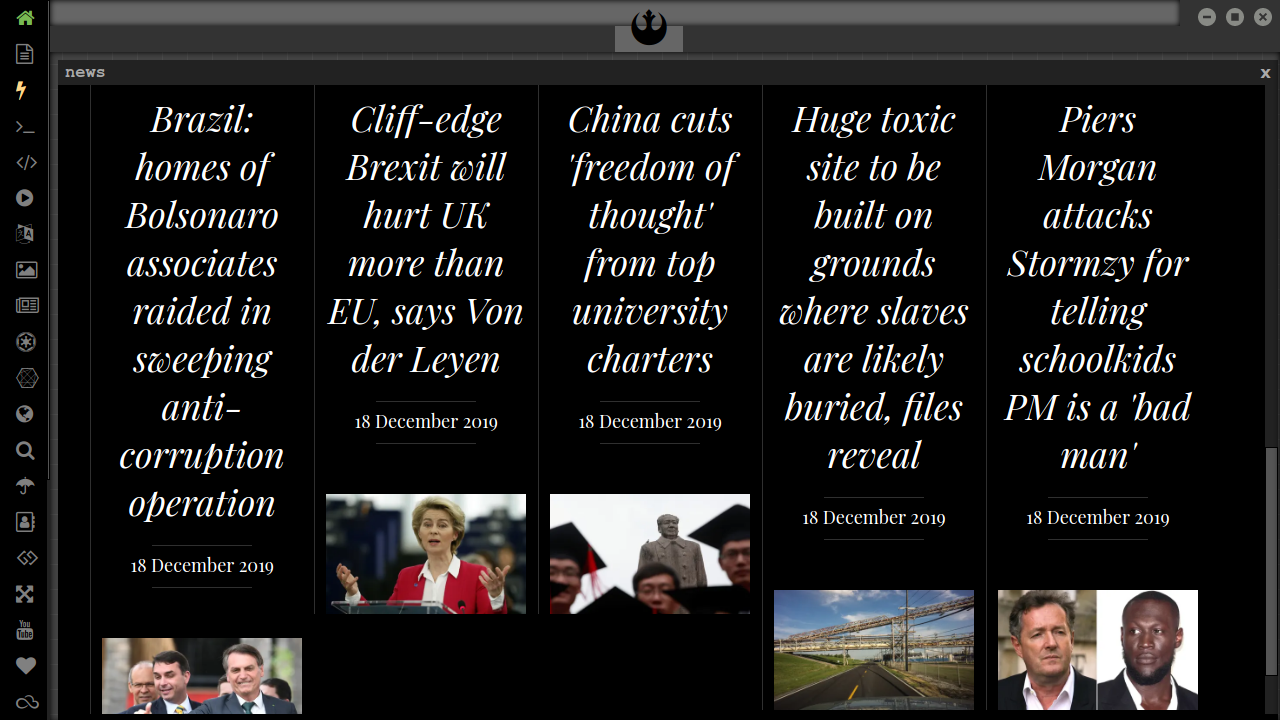 news
x
Brazil:
homes of
Bolsonaro
associates
raided in
sweeping
anti-
corruption
operation
18 December 2019
Cliff-edge
Brexit will
hurt UK
more than
EU, says Von
der Leyen
18 December 2019
China cuts
'freedom of
thought'
from top
university
charters
18 December 2019
Huge toxic
site to be
built on
grounds
where slaves
are likely
buried, files
reveal
18 December 2019
Piers
Morgan
attacks
Stormzy for
telling
schoolkids
PM is a 'bad
man'
18 December 2019
You
Tube